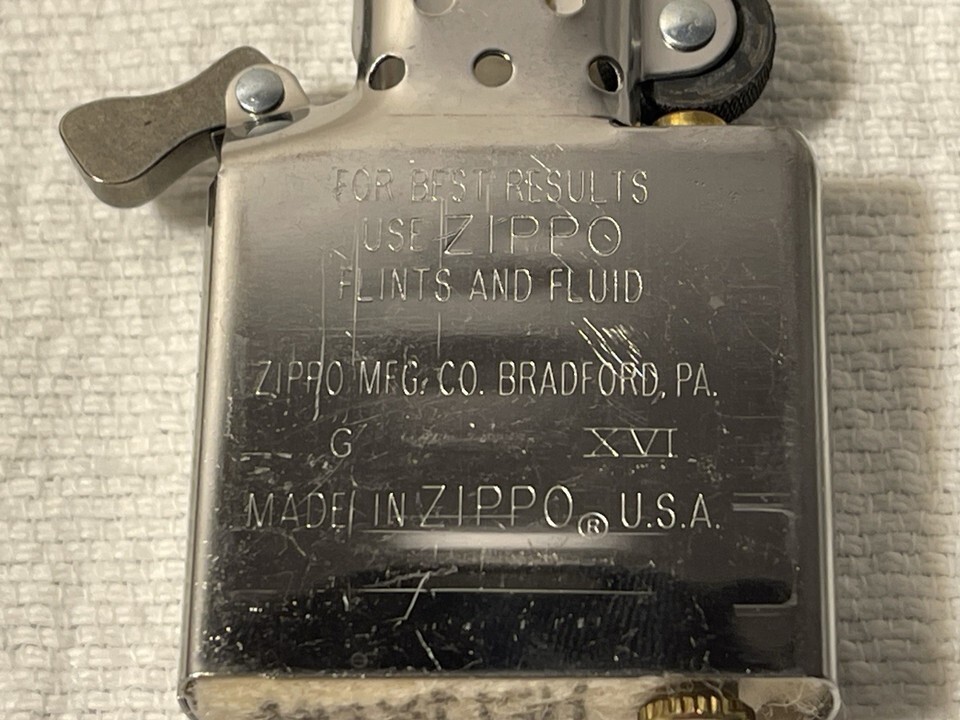 FOR BEST RESULTS
USE ZIPPO
FLINTS AND FLUID
ZIPPO MFG. CO. BRADFORD, PA.
G XVI
MADE IN ZIPPO® U.S.A.